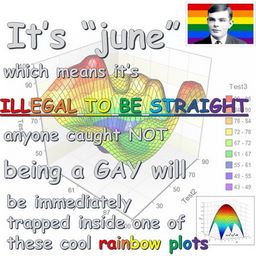 It's "june"
which means it's
ILLEGAL TO BE STRAIGHT
anyone caught NOT
being a GAY will
be immediately
trapped inside one of
these cool rainbow plots
Test3